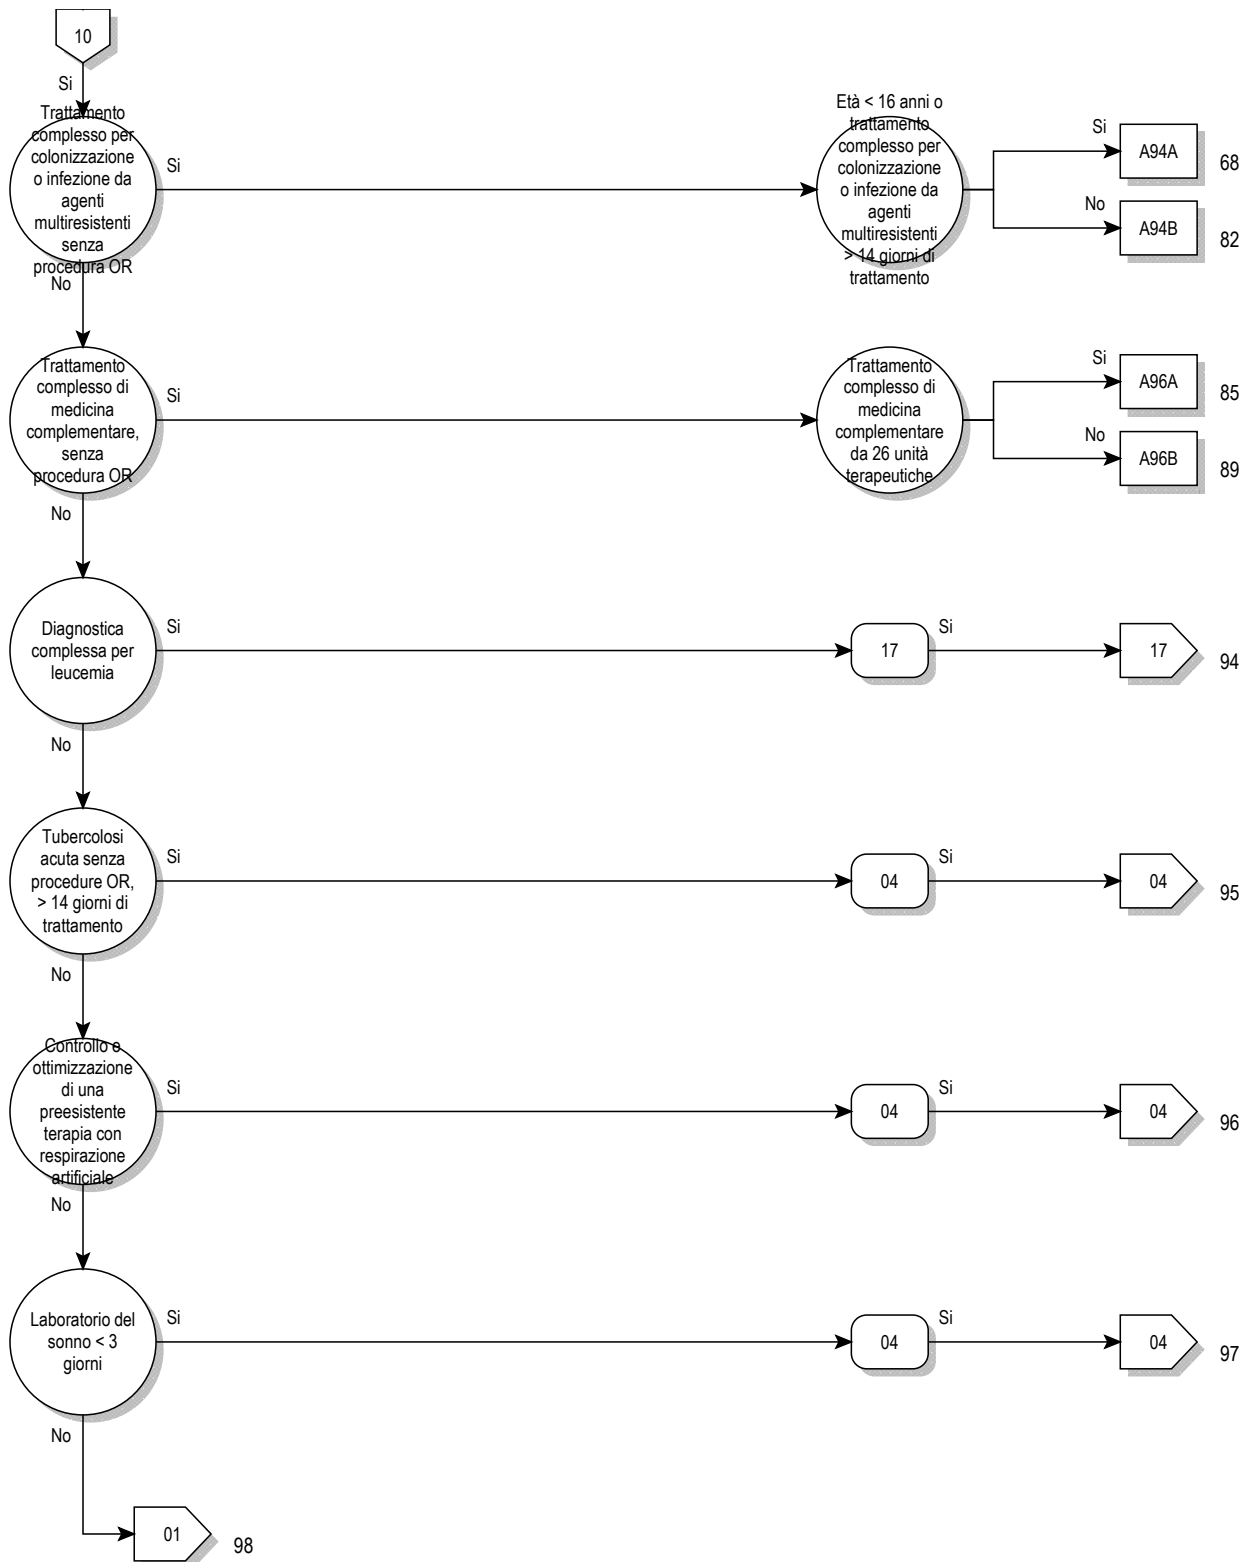 10
Si
Trattamento
complesso per
colonizzazione
o infezione da
agenti
multiresistenti
senza
procedura OR
Si
Età < 16 anni o
trattamento
complesso per
colonizzazione
o infezione da
agenti
multiresistenti
> 14 giorni di
trattamento
Si
A94A
68
No
A94B
82
No
Trattamento
complesso di
medicina
complementare,
senza
procedura OR
Si
Trattamento
complesso di
medicina
complementare
da 26 unità
terapeutiche
Si
A96A
85
No
A96B
89
No
Diagnostica
complessa per
leucemia
Si
17
Si
17
94
No
Tubercolosi
acuta senza
procedure OR,
> 14 giorni di
trattamento
Si
04
Si
04
95
No
Controllo e
ottimizzazione
di una
preesistente
terapia con
respirazione
artificiale
Si
04
Si
04
96
No
Laboratorio del
sonno < 3
giorni
Si
04
Si
04
97
No
01
98